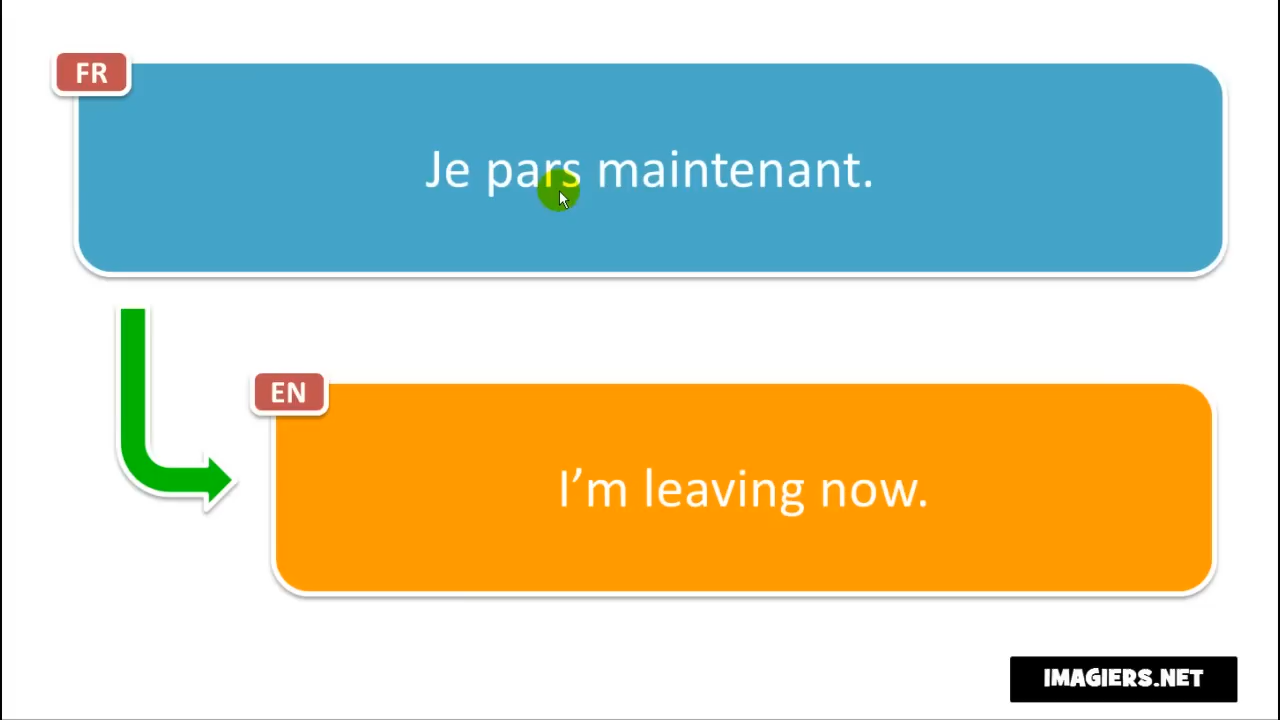 FR
Je pars maintenant.
EN
I’m leaving now.
IMAGIERS.NET